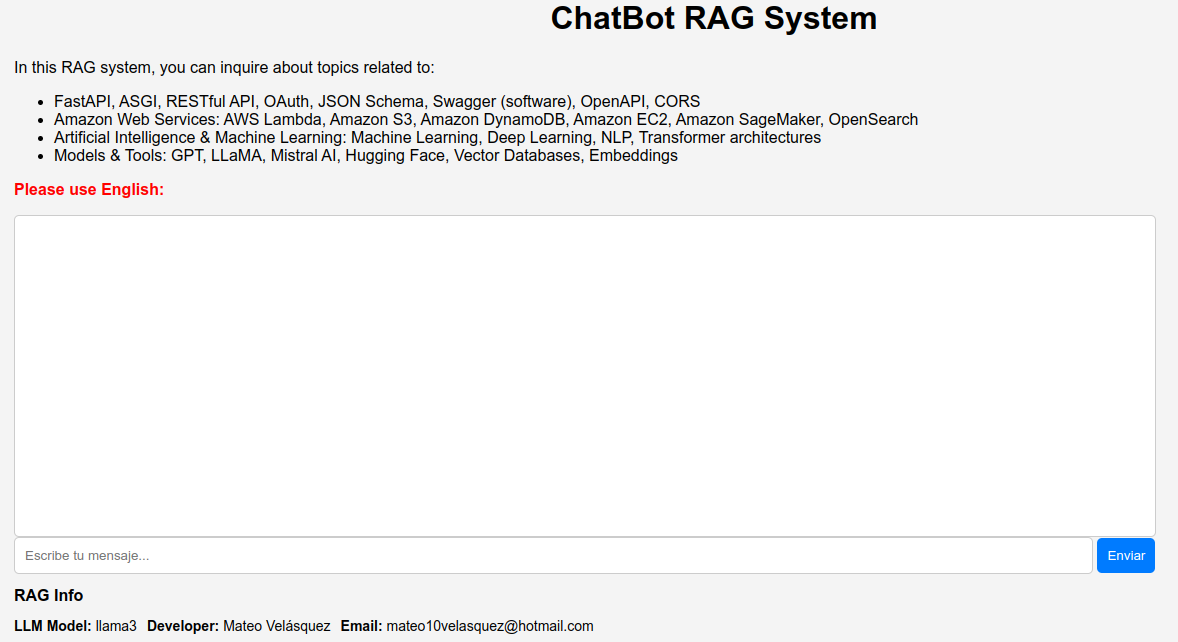 ChatBot RAG System
In this RAG system, you can inquire about topics related to:
• FastAPI, ASGI, RESTful API, OAuth, JSON Schema, Swagger (software), OpenAPI, CORS
• Amazon Web Services: AWS Lambda, Amazon S3, Amazon DynamoDB, Amazon EC2, Amazon SageMaker, OpenSearch
• Artificial Intelligence & Machine Learning: Machine Learning, Deep Learning, NLP, Transformer architectures
• Models & Tools: GPT, LLaMA, Mistral AI, Hugging Face, Vector Databases, Embeddings
Please use English:
Escribe tu mensaje... Enviar
RAG Info
LLM Model: llama3 Developer: Mateo Velásquez Email: mateo10velasquez@hotmail.com